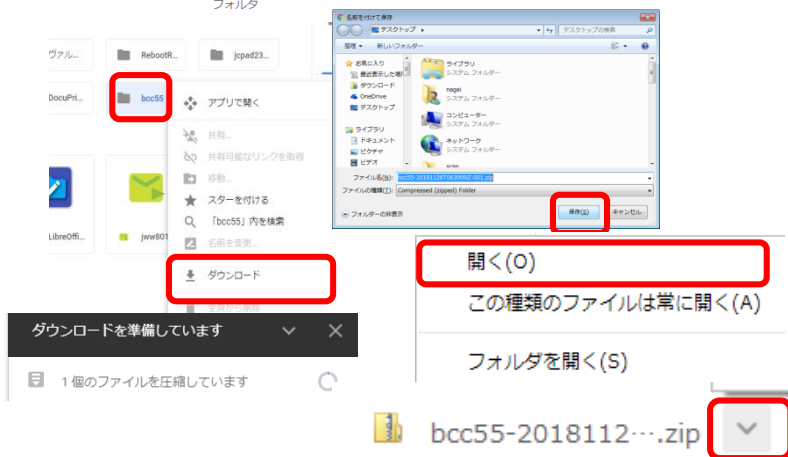 フォルダ
ヴァル...
RebootR...
jcpad23...
DocuPri...
bcc55
LibreOffi...
jww801
アプリで開く
共有...
共有可能なリンクを取得
移動...
スターを付ける
「bcc55」内を検索
名前を変更...
ダウンロード
ダウンロードを準備しています
1 個のファイルを圧縮しています
名前を付けて保存
デスクトップ
デスクトップの検索
整理 新しいフォルダー
お気に入り
最近表示した場所
ダウンロード
OneDrive
デスクトップ
ライブラリ
ドキュメント
ピクチャ
ビデオ
ライブラリ
システム フォルダー
nagai
システム フォルダー
コンピューター
システム フォルダー
ネットワーク
システム フォルダー
ファイル名(N): bcc55-20181126T063009Z-001.zip
ファイルの種類(T): Compressed (zipped) Folder
フォルダーの非表示
保存(S)
キャンセル
開く(O)
この種類のファイルは常に開く(A)
フォルダを開く(S)
bcc55-2018112….zip